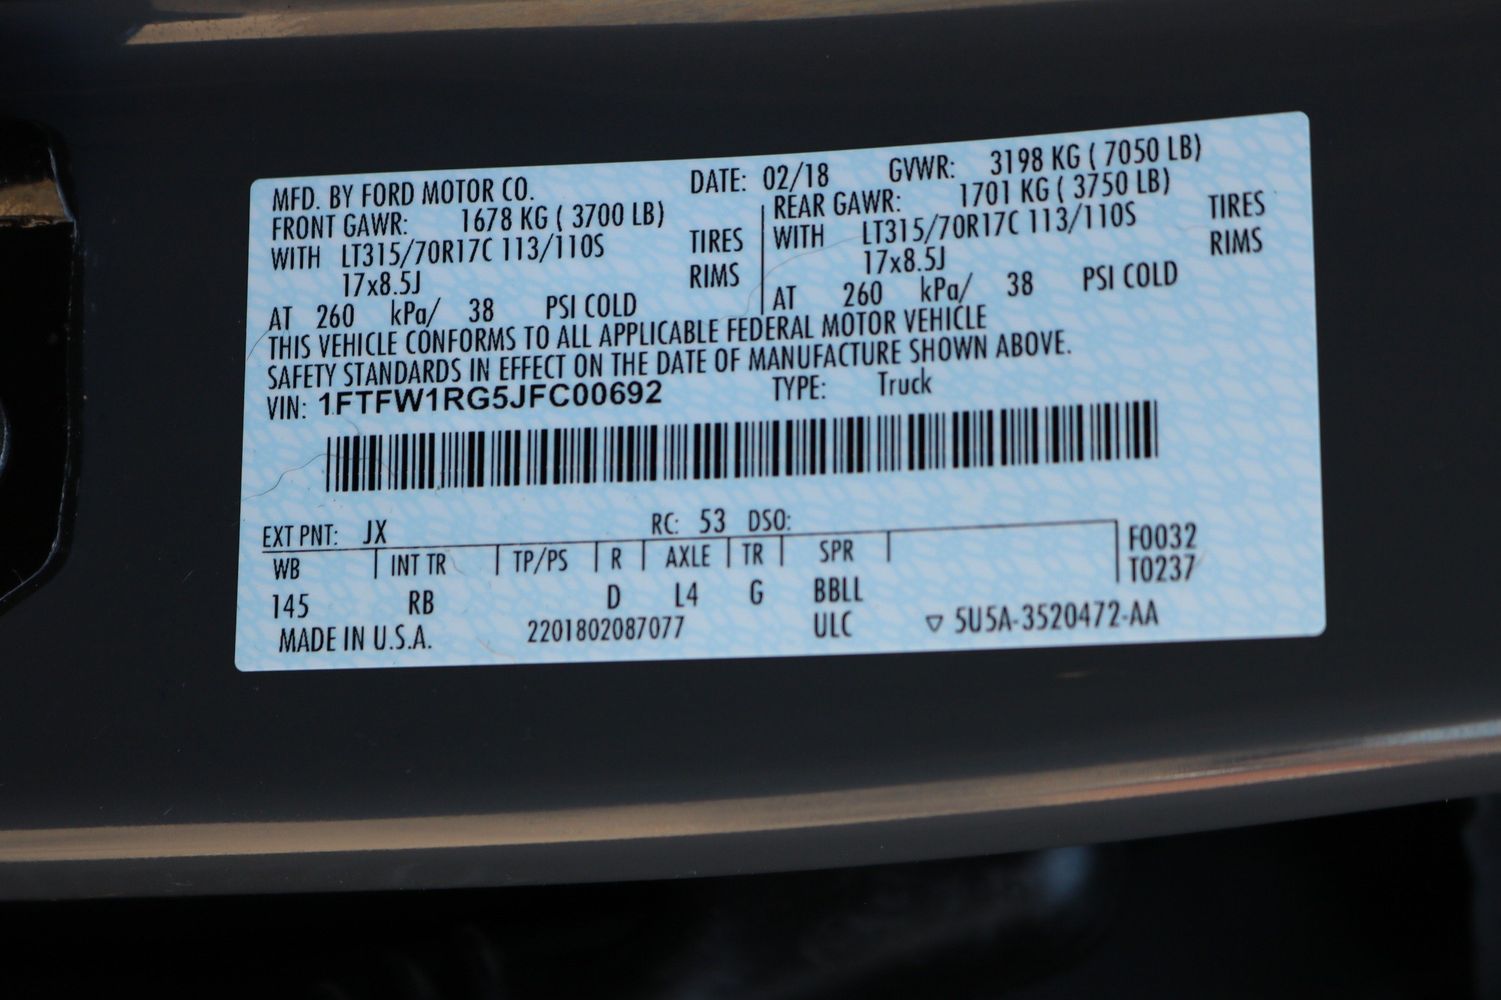 MFD. BY FORD MOTOR CO. DATE: 02/18 GVWR: 3198 KG ( 7050 LB)
FRONT GAWR: 1678 KG ( 3700 LB) REAR GAWR: 1701 KG ( 3750 LB)
WITH LT315/70R17C 113/110S TIRES WITH LT315/70R17C 113/110S TIRES
17x8.5J RIMS 17x8.5J RIMS
AT 260 kPa/ 38 PSI COLD AT 260 kPa/ 38 PSI COLD
THIS VEHICLE CONFORMS TO ALL APPLICABLE FEDERAL MOTOR VEHICLE
SAFETY STANDARDS IN EFFECT ON THE DATE OF MANUFACTURE SHOWN ABOVE.
VIN: 1FTFW1RG5JFC00692 TYPE: Truck
EXT PNT: JX RC: 53 DSO:
WB INT TR TP/PS R AXLE TR SPR F0032
T0237
145 RB D L4 G BBLL
MADE IN U.S.A. 2201802087077 ULC ▽ 5U5A-3520472-AA